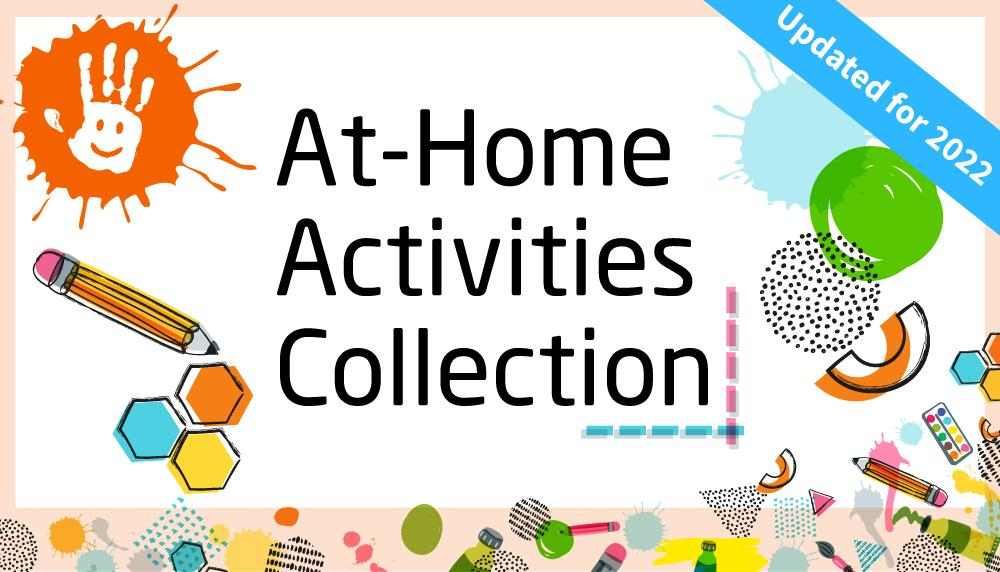 Updated for 2022
At-Home
Activities
Collection